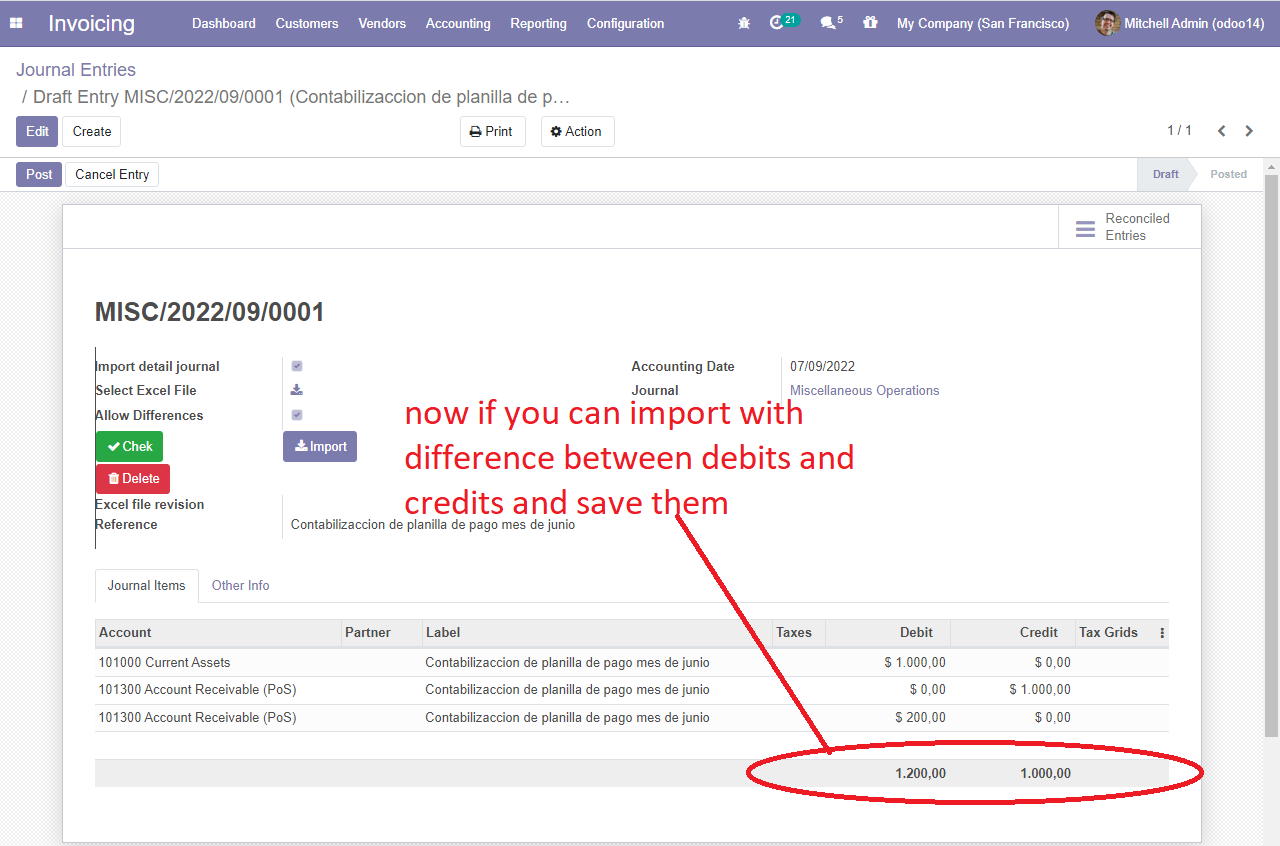 Invoicing Dashboard Customers Vendors Accounting Reporting Configuration 21 5 My Company (San Francisco) Mitchell Admin (odoo14)
Journal Entries
/ Draft Entry MISC/2022/09/0001 (Contabilizaccion de planilla de p…
Edit Create Print Action 1 / 1
Post Cancel Entry Draft Posted
Reconciled
Entries
MISC/2022/09/0001
Import detail journal Accounting Date 07/09/2022
Select Excel File Journal Miscellaneous Operations
Allow Differences
now if you can import with
difference between debits and
credits and save them
Chek Import
Delete
Excel file revision
Reference Contabilizaccion de planilla de pago mes de junio
Journal Items Other Info
Account Partner Label Taxes Debit Credit Tax Grids
101000 Current Assets Contabilizaccion de planilla de pago mes de junio $ 1.000,00 $ 0,00
101300 Account Receivable (PoS) Contabilizaccion de planilla de pago mes de junio $ 0,00 $ 1.000,00
101300 Account Receivable (PoS) Contabilizaccion de planilla de pago mes de junio $ 200,00 $ 0,00
1.200,00 1.000,00